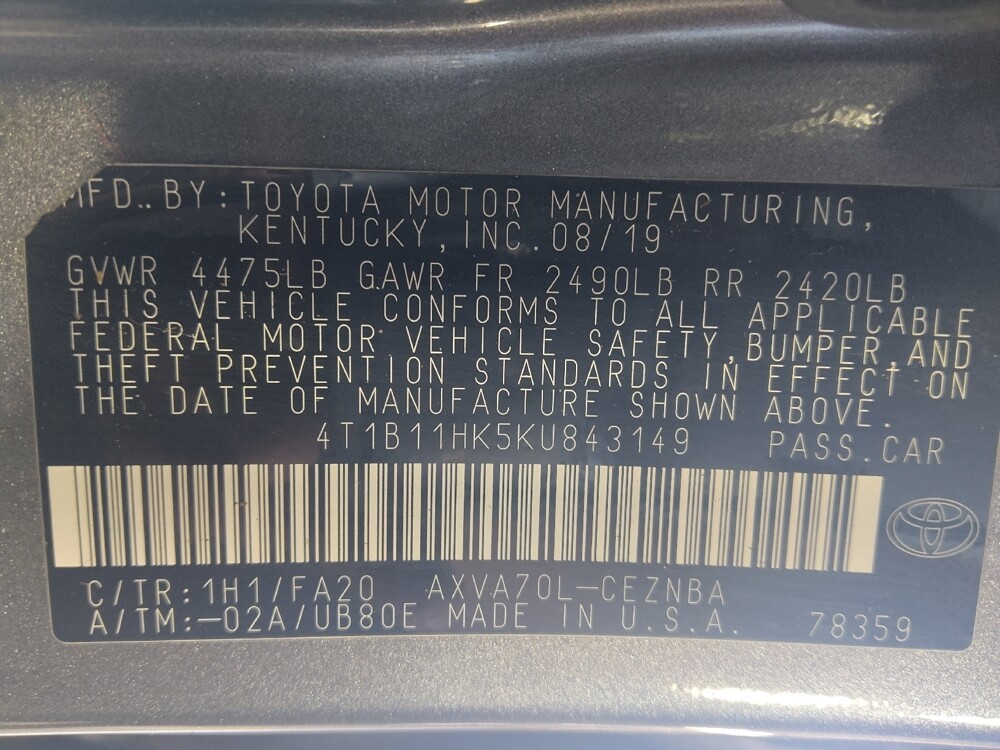 MFD. BY: TOYOTA MOTOR MANUFACTURING,
KENTUCKY, INC. 08/19
GVWR 4475LB GAWR FR 2490LB RR 2420LB
THIS VEHICLE CONFORMS TO ALL APPLICABLE
FEDERAL MOTOR VEHICLE SAFETY, BUMPER, AND
THEFT PREVENTION STANDARDS IN EFFECT ON
THE DATE OF MANUFACTURE SHOWN ABOVE.
4T1B11HK5KU843149 PASS. CAR
C/TR: 1H1/FA20 AXVA70L-CEZNBA
A/TM: -02A/UB80E MADE IN U.S.A. 78359